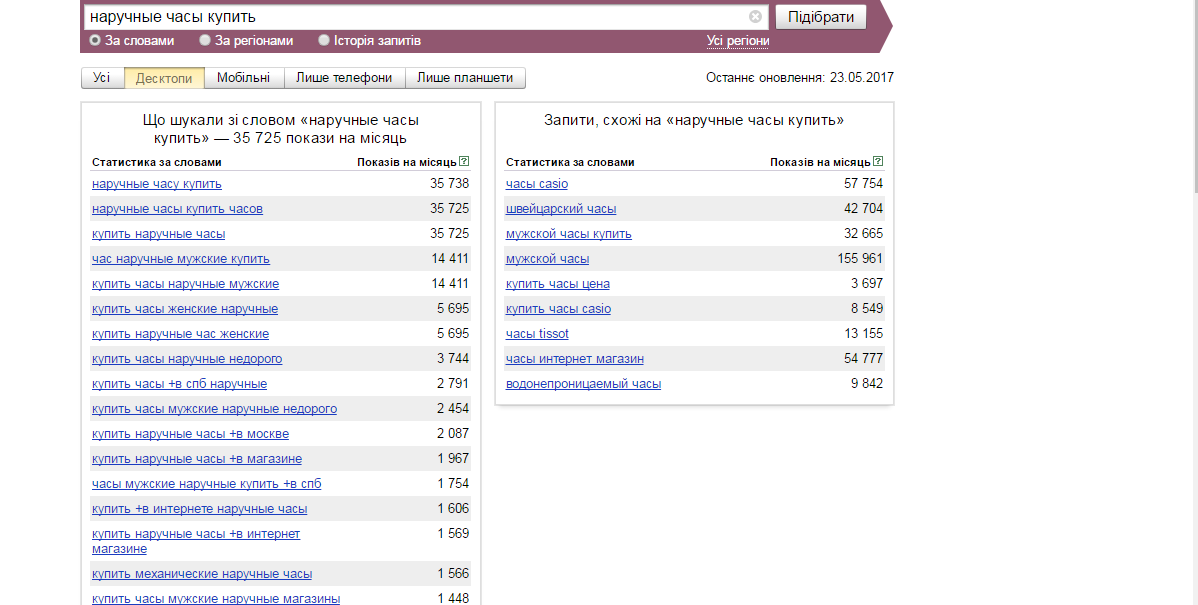 наручные часы купить
Підібрати
За словами За регіонами Історія запитів Усі регіони
Усі Десктопи Мобільні Лише телефони Лише планшети Останнє оновлення: 23.05.2017
Що шукали зі словом «наручные часы
купить» — 35 725 покази на місяць
Статистика за словами Показів на місяць ?
наручные часу купить 35 738
наручные часы купить часов 35 725
купить наручные часы 35 725
час наручные мужские купить 14 411
купить часы наручные мужские 14 411
купить часы женские наручные 5 695
купить наручные час женские 5 695
купить часы наручные недорого 3 744
купить часы +в спб наручные 2 791
купить часы мужские наручные недорого 2 454
купить наручные часы +в москве 2 087
купить наручные часы +в магазине 1 967
часы мужские наручные купить +в спб 1 754
купить +в интернете наручные часы 1 606
купить наручные часы +в интернет 1 569
магазине
купить механические наручные часы 1 566
купить часы мужские наручные магазины 1 448
Запити, схожі на «наручные часы купить»
Статистика за словами Показів на місяць ?
часы casio 57 754
швейцарский часы 42 704
мужской часы купить 32 665
мужской часы 155 961
купить часы цена 3 697
купить часы casio 8 549
часы tissot 13 155
часы интернет магазин 54 777
водонепроницаемый часы 9 842